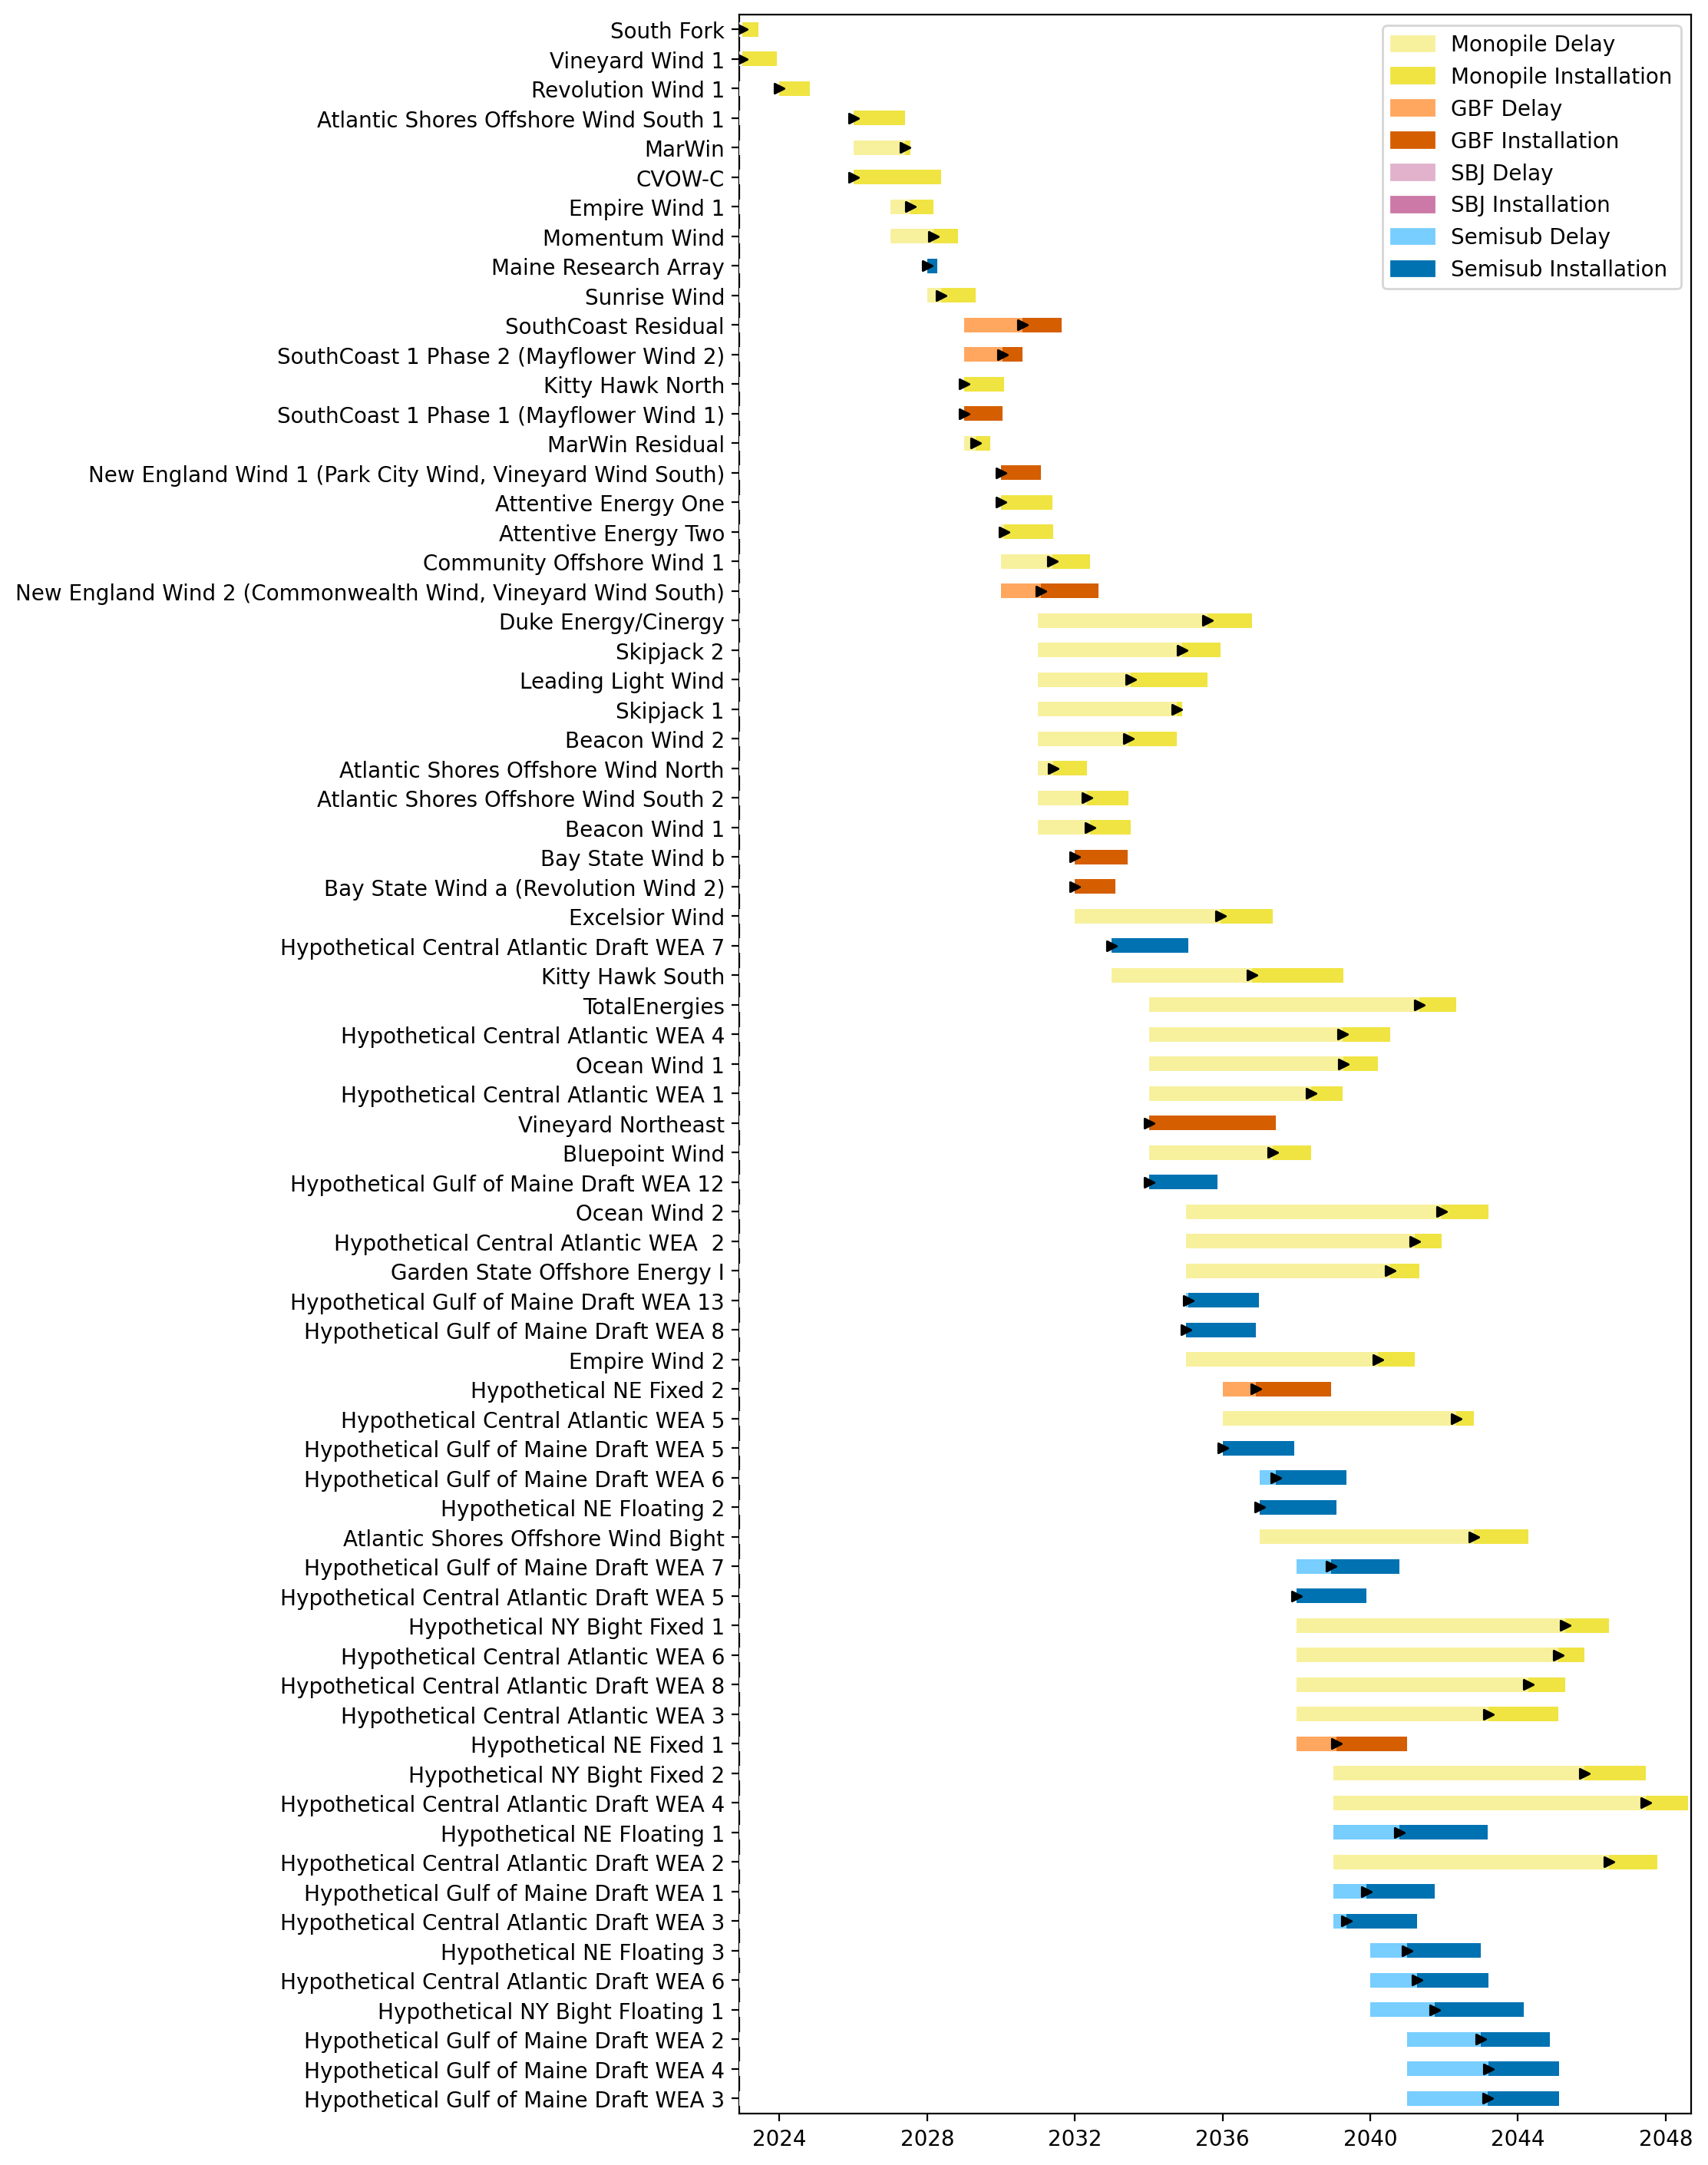 South Fork
Vineyard Wind 1
Revolution Wind 1
Atlantic Shores Offshore Wind South 1
MarWin
CVOW-C
Empire Wind 1
Momentum Wind
Maine Research Array
Sunrise Wind
SouthCoast Residual
SouthCoast 1 Phase 2 (Mayflower Wind 2)
Kitty Hawk North
SouthCoast 1 Phase 1 (Mayflower Wind 1)
MarWin Residual
New England Wind 1 (Park City Wind, Vineyard Wind South)
Attentive Energy One
Attentive Energy Two
Community Offshore Wind 1
New England Wind 2 (Commonwealth Wind, Vineyard Wind South)
Duke Energy/Cinergy
Skipjack 2
Leading Light Wind
Skipjack 1
Beacon Wind 2
Atlantic Shores Offshore Wind North
Atlantic Shores Offshore Wind South 2
Beacon Wind 1
Bay State Wind b
Bay State Wind a (Revolution Wind 2)
Excelsior Wind
Hypothetical Central Atlantic Draft WEA 7
Kitty Hawk South
TotalEnergies
Hypothetical Central Atlantic WEA 4
Ocean Wind 1
Hypothetical Central Atlantic WEA 1
Vineyard Northeast
Bluepoint Wind
Hypothetical Gulf of Maine Draft WEA 12
Ocean Wind 2
Hypothetical Central Atlantic WEA  2
Garden State Offshore Energy I
Hypothetical Gulf of Maine Draft WEA 13
Hypothetical Gulf of Maine Draft WEA 8
Empire Wind 2
Hypothetical NE Fixed 2
Hypothetical Central Atlantic WEA 5
Hypothetical Gulf of Maine Draft WEA 5
Hypothetical Gulf of Maine Draft WEA 6
Hypothetical NE Floating 2
Atlantic Shores Offshore Wind Bight
Hypothetical Gulf of Maine Draft WEA 7
Hypothetical Central Atlantic Draft WEA 5
Hypothetical NY Bight Fixed 1
Hypothetical Central Atlantic WEA 6
Hypothetical Central Atlantic Draft WEA 8
Hypothetical Central Atlantic WEA 3
Hypothetical NE Fixed 1
Hypothetical NY Bight Fixed 2
Hypothetical Central Atlantic Draft WEA 4
Hypothetical NE Floating 1
Hypothetical Central Atlantic Draft WEA 2
Hypothetical Gulf of Maine Draft WEA 1
Hypothetical Central Atlantic Draft WEA 3
Hypothetical NE Floating 3
Hypothetical Central Atlantic Draft WEA 6
Hypothetical NY Bight Floating 1
Hypothetical Gulf of Maine Draft WEA 2
Hypothetical Gulf of Maine Draft WEA 4
Hypothetical Gulf of Maine Draft WEA 3
Monopile Delay
Monopile Installation
GBF Delay
GBF Installation
SBJ Delay
SBJ Installation
Semisub Delay
Semisub Installation
2024 2028 2032 2036 2040 2044 2048